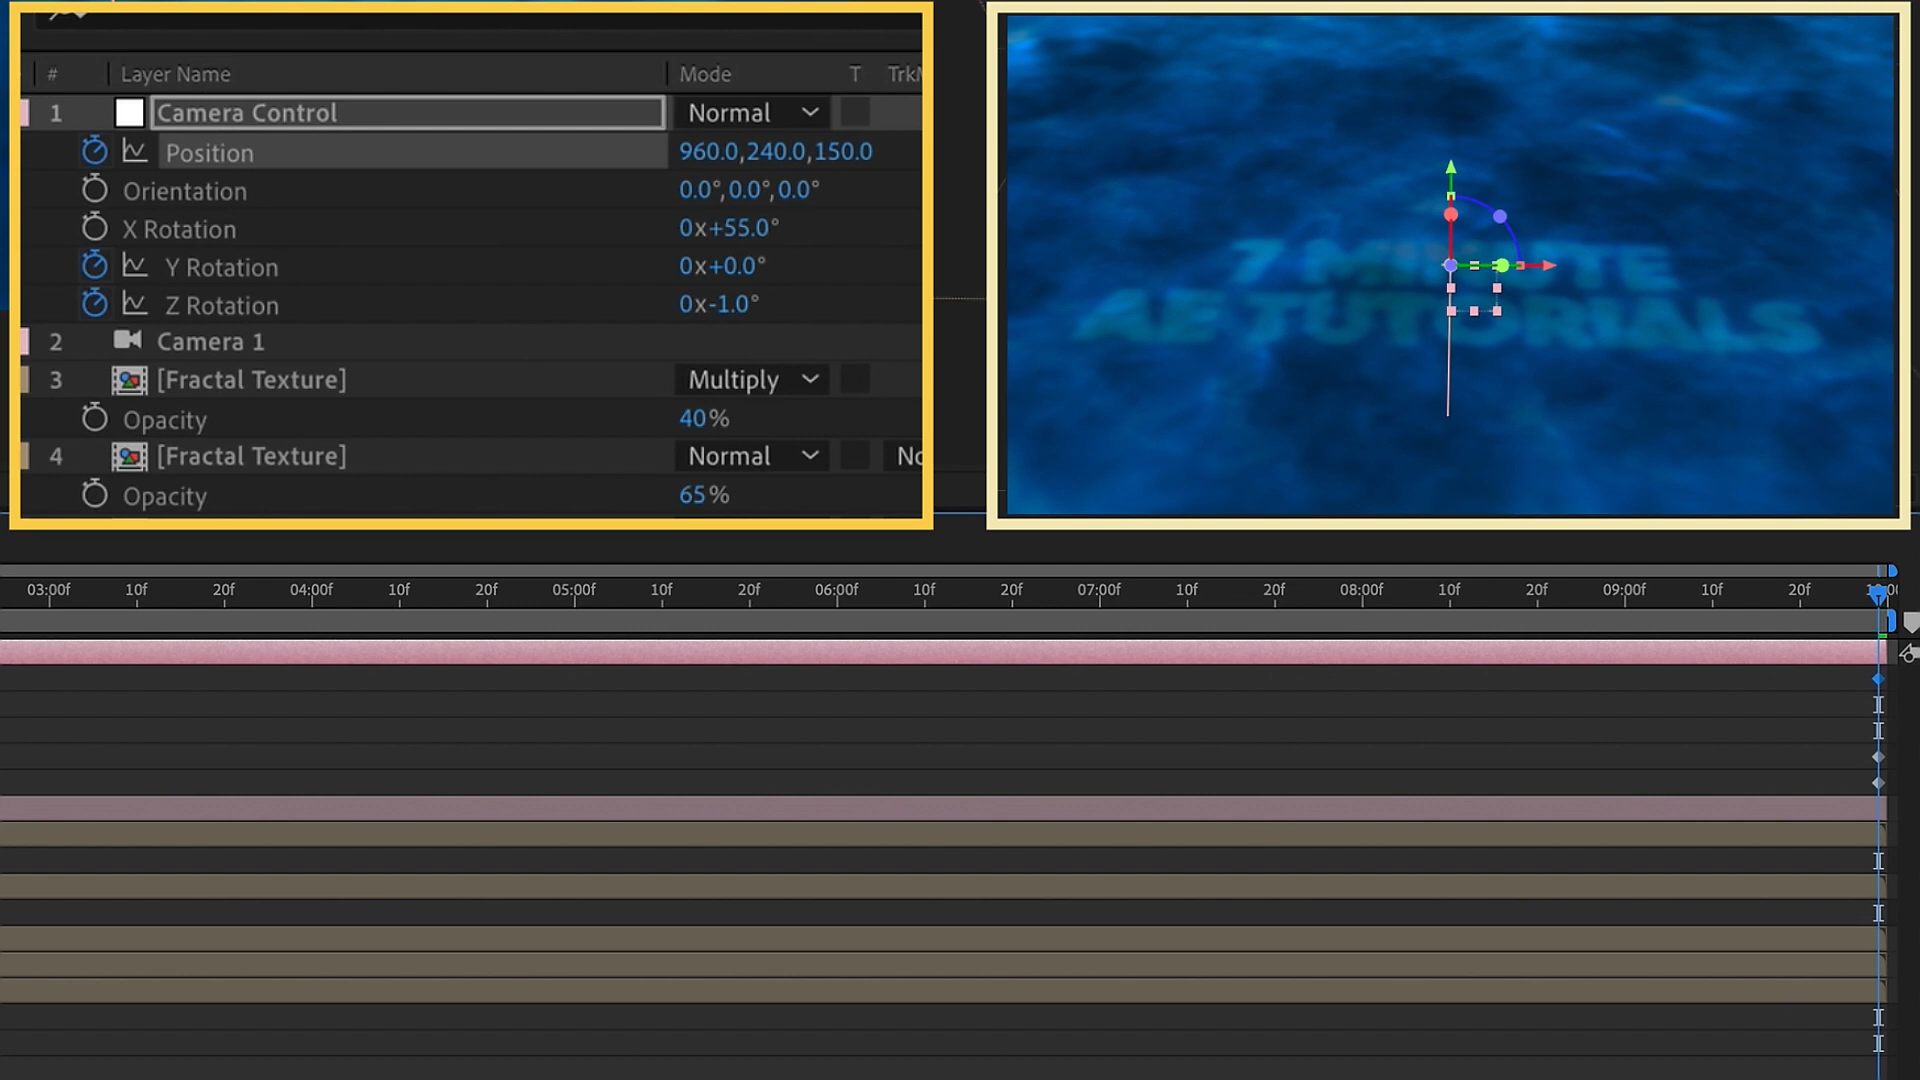 # Layer Name Mode T
1 Camera Control Normal
Position 960.0,240.0,150.0
Orientation 0.0°,0.0°,0.0°
X Rotation 0x+55.0°
Y Rotation 0x+0.0°
Z Rotation 0x-1.0°
2 Camera 1
3 [Fractal Texture] Multiply
Opacity 40%
4 [Fractal Texture] Normal
Opacity 65%
7 MINUTE
AE TUTORIALS
03:00f 10f 20f 04:00f 10f 20f 05:00f 10f 20f 06:00f 10f 20f 07:00f 10f 20f 08:00f 10f 20f 09:00f 10f 20f